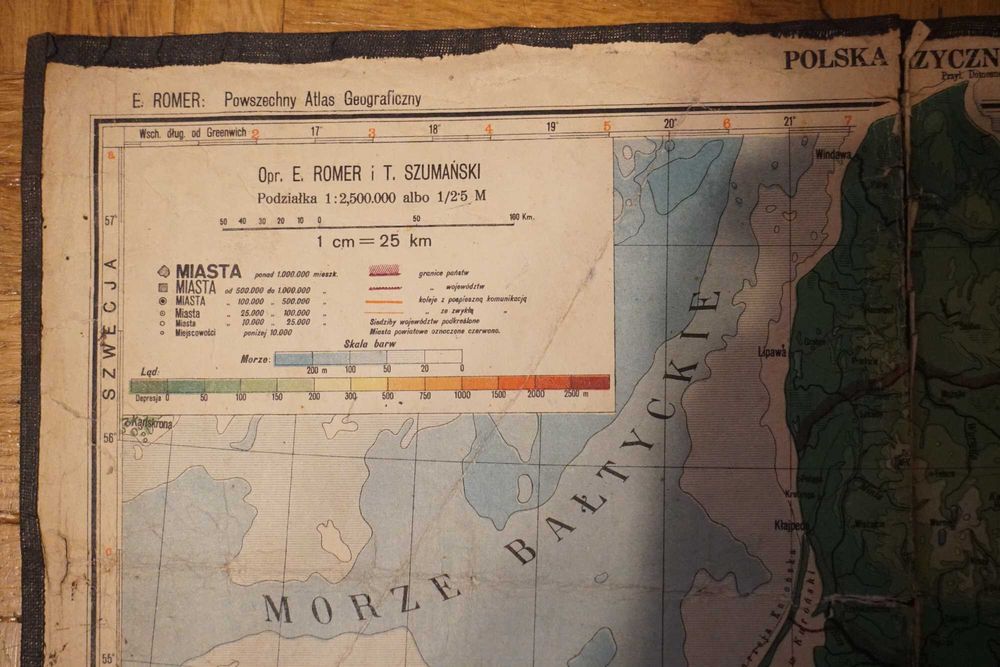 POLSKA
E. ROMER: Powszechny Atlas Geograficzny
Wsch. dług. od Greenwich 2 17° 3 18° 4 19° 5 20° 6 21° 7
a
Windawa
Opr. E. ROMER i T. SZUMAŃSKI
Podziałka 1:2,500.000 albo 1/2·5 M
50 40 30 20 10 0 50 100 Km.
1 cm = 25 km
57°
MIASTA ponad 1.000.000 mieszk.
MIASTA od 500.000 do 1.000.000 „
MIASTA „ 100.000 „ 500.000 „
Miasta „ 25.000 „ 100.000 „
Miasta „ 10.000 „ 25.000 „
Miejscowości poniżej 10.000
granice państw
„ województw
koleje z pospieszną komunikacją
„ ze zwykłą „
Siedziby województw podkreślone
Miasta powiatowe oznaczone czerwono.
Skala barw
Morze:
200 m 100 50 20 0
Ląd:
Depresja 0 50 100 150 200 300 500 750 1000 1500 2000 2500 m
SZWECJA
Lipawa
Karlskrona
56°
Kłajpeda
MORZE BAŁTYCKIE
55°